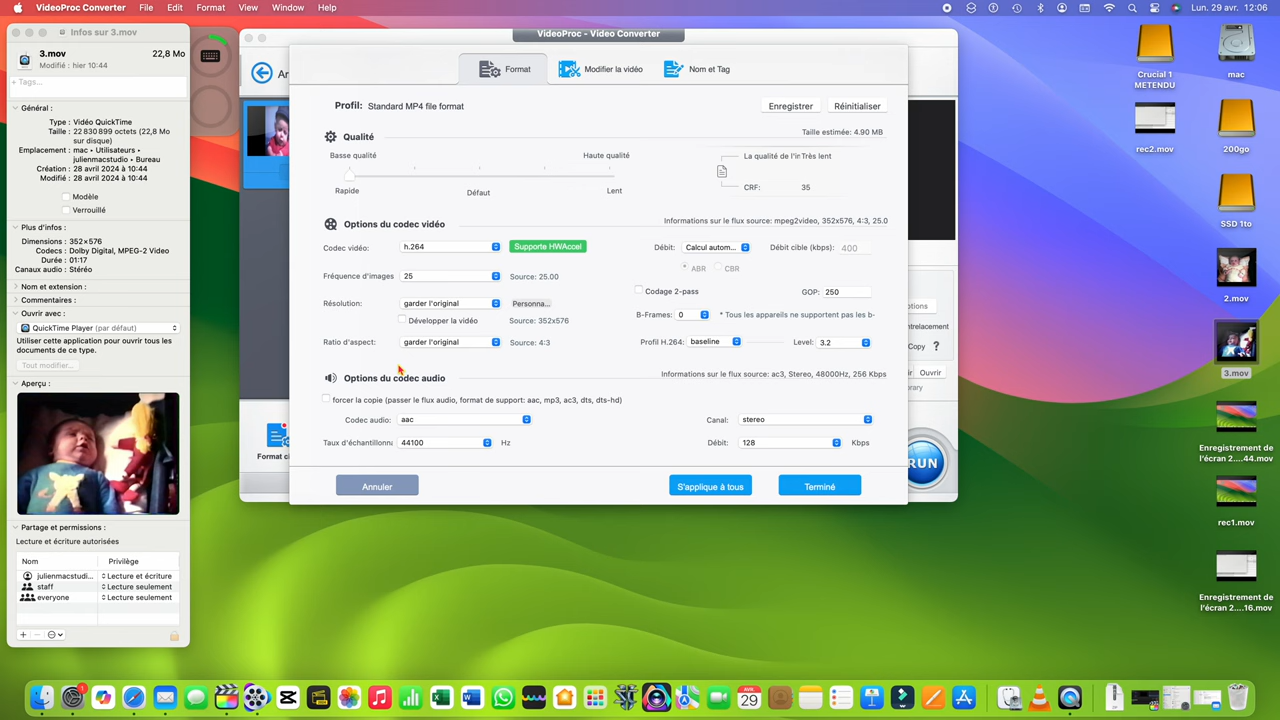 VideoProc Converter File Edit Format View Window Help
Lun. 29 avr. 12:06
Infos sur 3.mov
3.mov 22,8 Mo
Modifié : hier 10:44
+ Tags...
Général :
Type : Vidéo QuickTime
Taille : 22 830 899 octets (22,8 Mo
sur disque)
Emplacement : mac • Utilisateurs •
julienmacstudio • Bureau
Création : 28 avril 2024 à 10:44
Modifié : 28 avril 2024 à 10:44
Modèle
Verrouillé
Plus d'infos :
Dimensions : 352×576
Codecs : Dolby Digital, MPEG-2 Video
Durée : 01:17
Canaux audio : Stéréo
Nom et extension :
Commentaires :
Ouvrir avec :
QuickTime Player (par défaut)
Utiliser cette application pour ouvrir tous les
documents de ce type.
Tout modifier...
Aperçu :
Partage et permissions :
Lecture et écriture autorisées
Nom Privilège
julienmacstudi... Lecture et écriture
staff Lecture seulement
everyone Lecture seulement
VideoProc - Video Converter
Ar
Format Modifier la vidéo Nom et Tag
Profil: Standard MP4 file format
Enregistrer Réinitialiser
Qualité
Taille estimée: 4.90 MB
Basse qualité Haute qualité
Rapide Défaut Lent
La qualité de l'in Très lent
CRF: 35
Options du codec vidéo
Informations sur le flux source: mpeg2video, 352x576, 4:3, 25.0
Codec vidéo: h.264 Supporte HWAccel
Débit: Calcul autom... Débit cible (kbps): 400
ABR CBR
Fréquence d'images 25 Source: 25.00
Codage 2-pass GOP: 250
Résolution: garder l'original Personna...
Développer la vidéo Source: 352x576
B-Frames: 0 * Tous les appareils ne supportent pas les b-
Ratio d'aspect: garder l'original Source: 4:3
Profil H.264: baseline Level: 3.2
Options du codec audio
Informations sur le flux source: ac3, Stereo, 48000Hz, 256 Kbps
forcer la copie (passer le flux audio, format de support: aac, mp3, ac3, dts, dts-hd)
Codec audio: aac Canal: stereo
Taux d'échantillonna 44100 Hz Débit: 128 Kbps
Annuler S'applique à tous Terminé
Format ci
ptions
ntrelacement
Copy ?
ir Ouvrir
brary
RUN
Crucial 1
METENDU
mac
rec2.mov
200go
SSD 1to
2.mov
3.mov
Enregistrement de
l'écran 2....44.mov
rec1.mov
Enregistrement de
l'écran 2....16.mov
AVR.
29